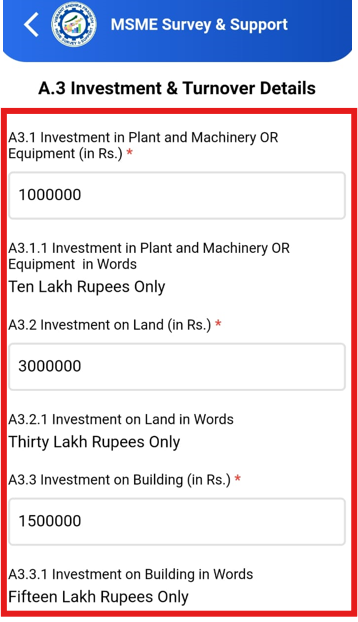 MSME Survey & Support
A.3 Investment & Turnover Details
A3.1 Investment in Plant and Machinery OR
Equipment (in Rs.) *
1000000
A3.1.1 Investment in Plant and Machinery OR
Equipment in Words
Ten Lakh Rupees Only
A3.2 Investment on Land (in Rs.) *
3000000
A3.2.1 Investment on Land in Words
Thirty Lakh Rupees Only
A3.3 Investment on Building (in Rs.) *
1500000
A3.3.1 Investment on Building in Words
Fifteen Lakh Rupees Only